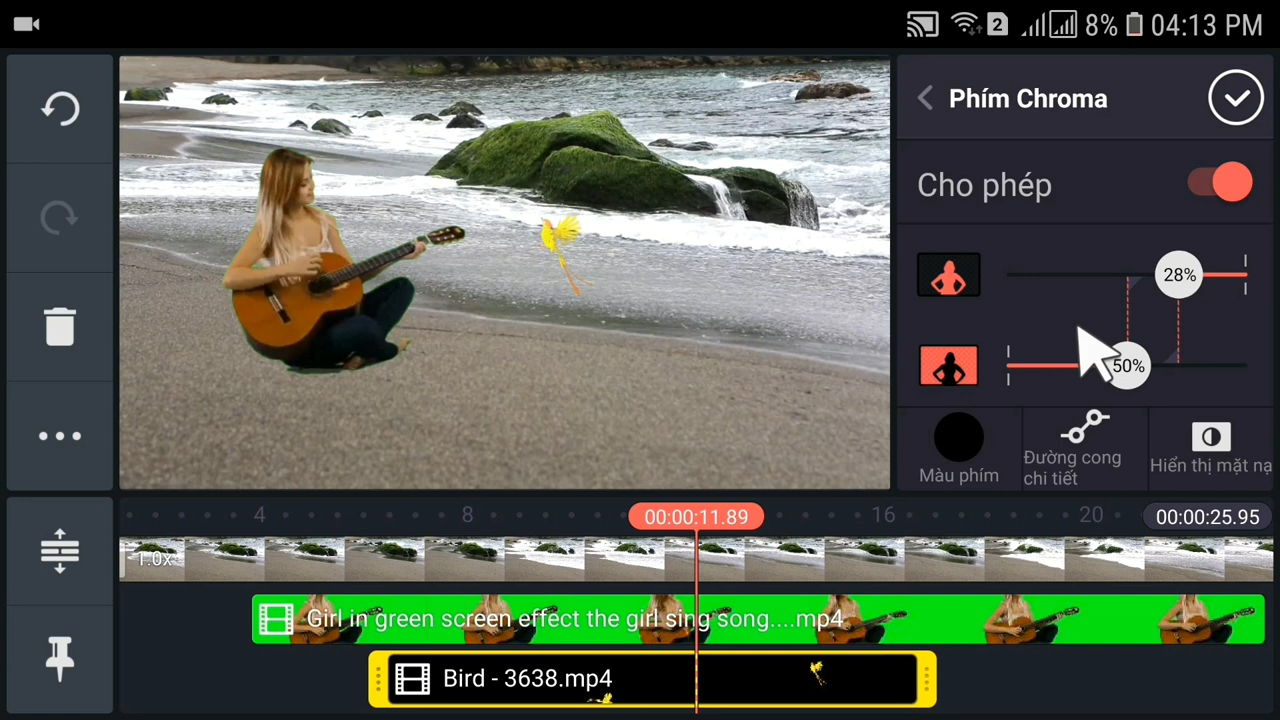 2 8% 04:13 PM
Phím Chroma
Cho phép
28%
50%
Màu phím
Đường cong
chi tiết
Hiển thị mặt nạ
4 8 00:00:11.89 16 20 00:00:25.95
1.0x
Girl in green screen effect the girl sing song....mp4
Bird - 3638.mp4